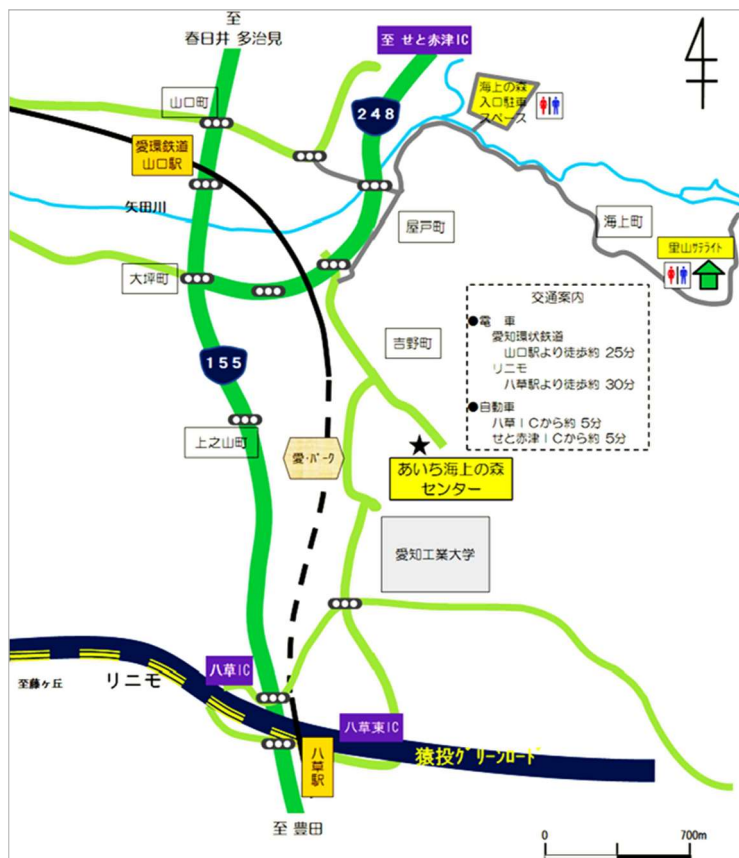 至
春日井 多治見
至 せと赤津IC
山口町
248
海上の森
入口駐車
スペース
愛環鉄道
山口駅
矢田川
屋戸町
海上町
里山ｻﾃﾗｲﾄ
大坪町
交通案内
●電 車
愛知環状鉄道
山口駅より徒歩約 25分
リニモ
八草駅より徒歩約 30分
●自動車
八草ＩＣから約 5分
せと赤津ＩＣから約 5分
吉野町
155
上之山町
愛･ﾊﾟｰｸ
あいち海上の森
センター
愛知工業大学
八草IC
至藤ヶ丘
リニモ
八草東IC
猿投ｸﾞﾘｰﾝﾛｰﾄﾞ
八草駅
至 豊田
0
700m